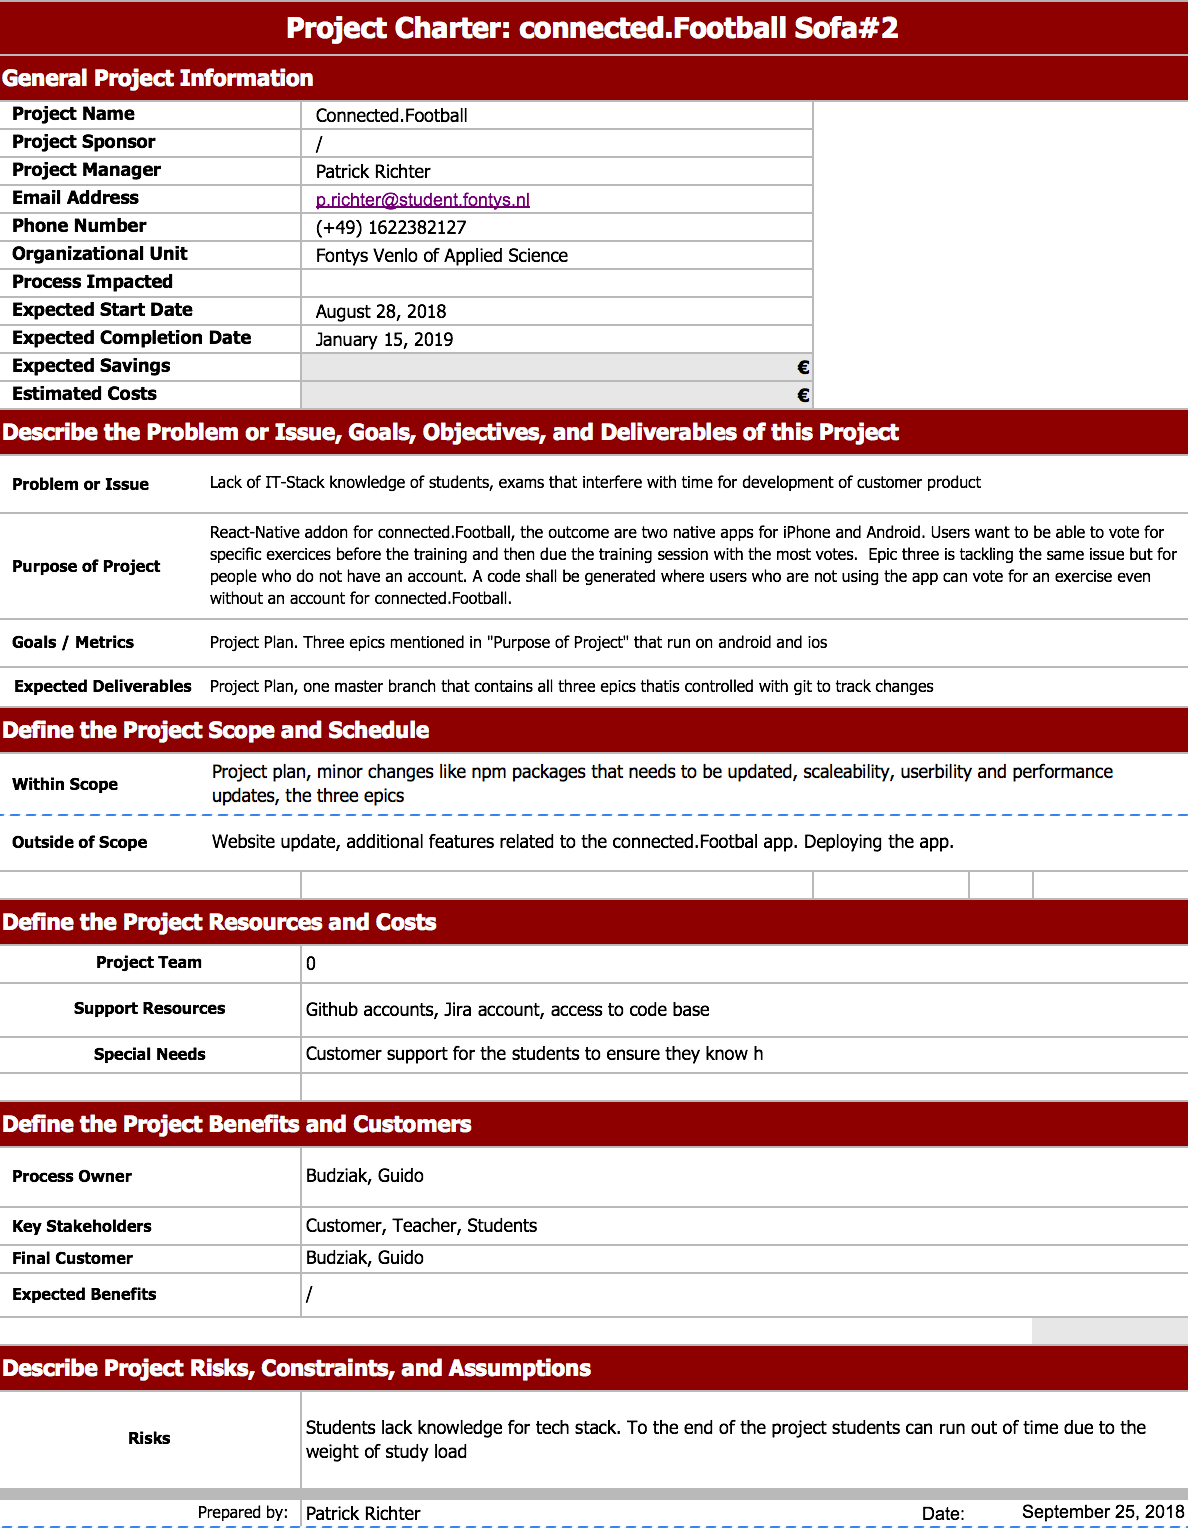 Project Charter: connected.Football Sofa#2
General Project Information
Project Name Connected.Football
Project Sponsor /
Project Manager Patrick Richter
Email Address p.richter@student.fontys.nl
Phone Number (+49) 1622382127
Organizational Unit Fontys Venlo of Applied Science
Process Impacted
Expected Start Date August 28, 2018
Expected Completion Date January 15, 2019
Expected Savings €
Estimated Costs €
Describe the Problem or Issue, Goals, Objectives, and Deliverables of this Project
Problem or Issue Lack of IT-Stack knowledge of students, exams that interfere with time for development of customer product
Purpose of Project React-Native addon for connected.Football, the outcome are two native apps for iPhone and Android. Users want to be able to vote for
specific exercices before the training and then due the training session with the most votes. Epic three is tackling the same issue but for
people who do not have an account. A code shall be generated where users who are not using the app can vote for an exercise even
without an account for connected.Football.
Goals / Metrics Project Plan. Three epics mentioned in "Purpose of Project" that run on android and ios
Expected Deliverables Project Plan, one master branch that contains all three epics thatis controlled with git to track changes
Define the Project Scope and Schedule
Within Scope Project plan, minor changes like npm packages that needs to be updated, scaleability, userbility and performance
updates, the three epics
Outside of Scope Website update, additional features related to the connected.Footbal app. Deploying the app.
Define the Project Resources and Costs
Project Team 0
Support Resources Github accounts, Jira account, access to code base
Special Needs Customer support for the students to ensure they know h
Define the Project Benefits and Customers
Process Owner Budziak, Guido
Key Stakeholders Customer, Teacher, Students
Final Customer Budziak, Guido
Expected Benefits /
Describe Project Risks, Constraints, and Assumptions
Risks Students lack knowledge for tech stack. To the end of the project students can run out of time due to the
weight of study load
Prepared by: Patrick Richter Date: September 25, 2018